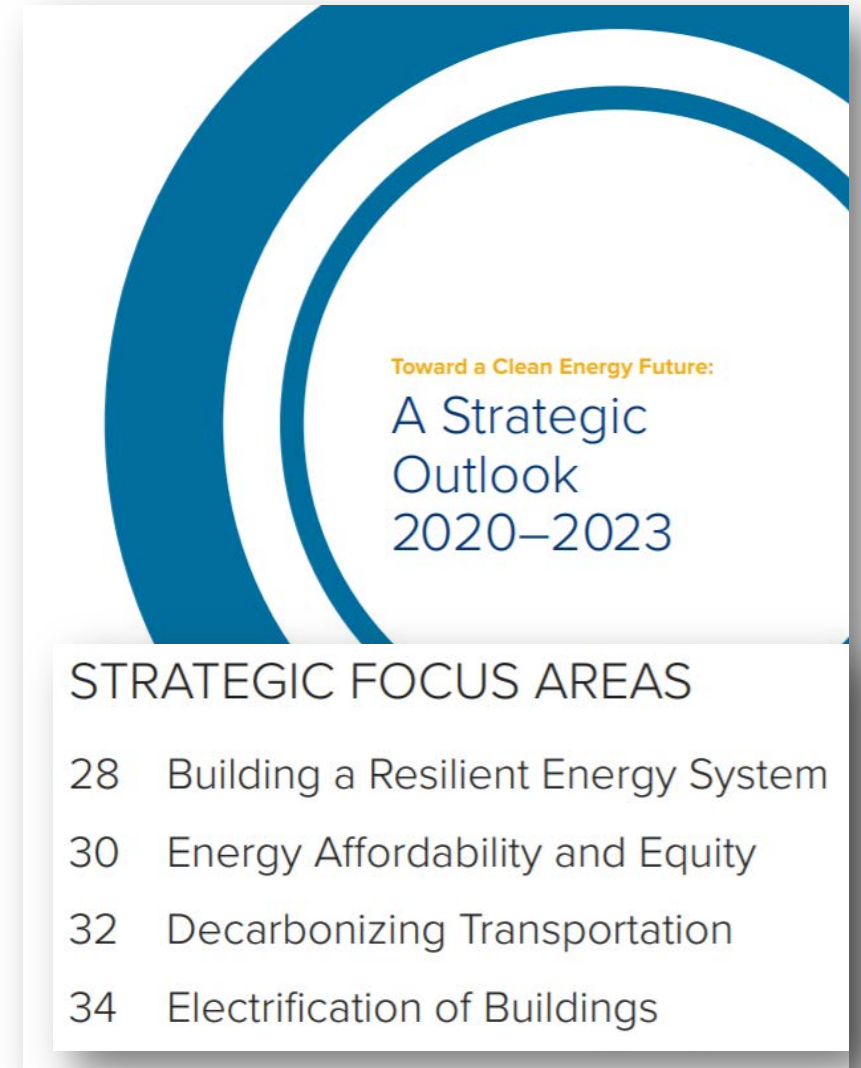 Toward a Clean Energy Future:
A Strategic
Outlook
2020–2023
STRATEGIC FOCUS AREAS
28 Building a Resilient Energy System
30 Energy Affordability and Equity
32 Decarbonizing Transportation
34 Electrification of Buildings